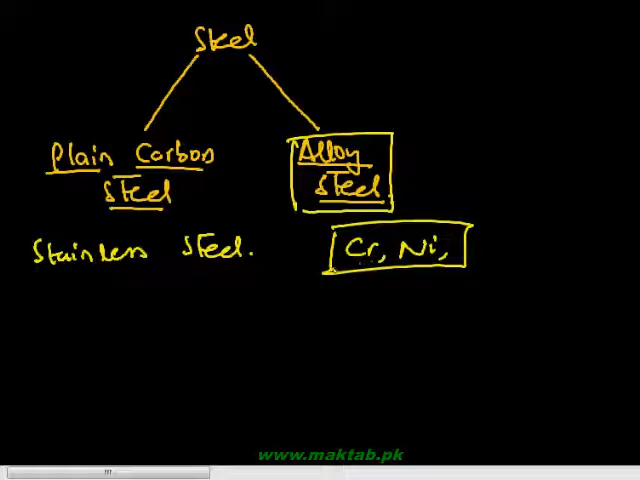 Steel
Plain Carbon
Steel
Alloy
Steel
Stainless Steel.
Cr, Ni,
www.maktab.pk